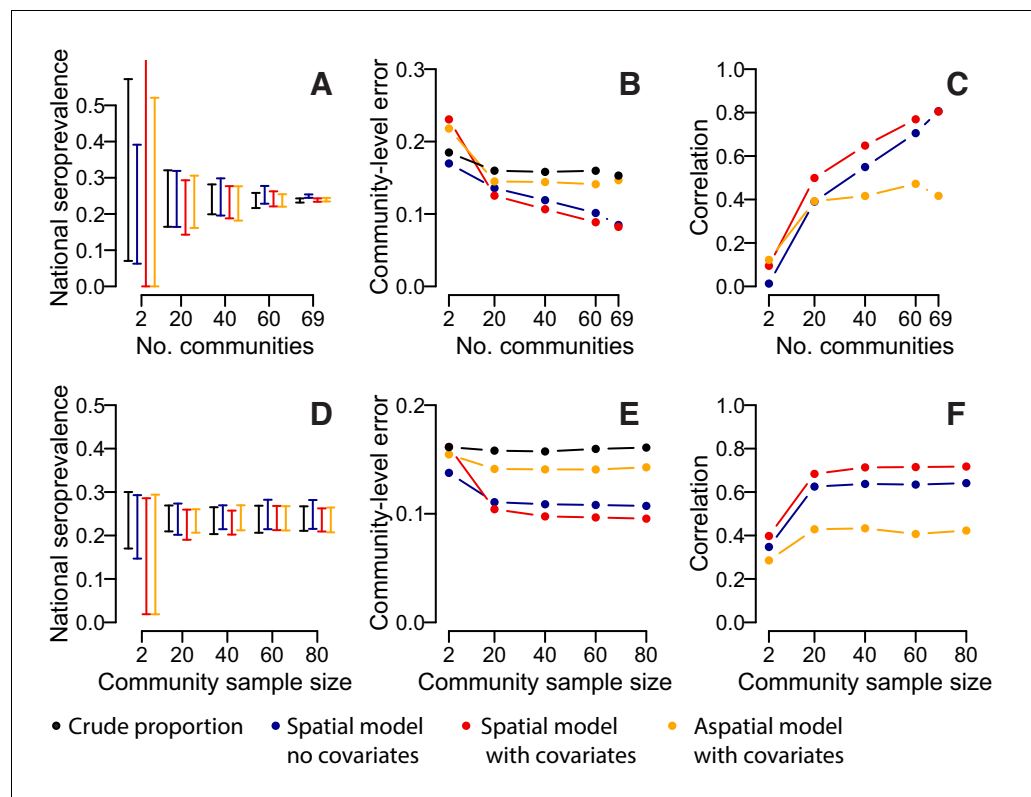 A
National seroprevalence
0.5
0.4
0.3
0.2
0.1
0.0
2 20 40 60 69
No. communities
B
Community-level error
0.3
0.2
0.1
0.0
2 20 40 60 69
No. communities
C
Correlation
1.0
0.8
0.6
0.4
0.2
0.0
2 20 40 60 69
No. communities
D
National seroprevalence
0.5
0.4
0.3
0.2
0.1
0.0
2 20 40 60 80
Community sample size
E
Community-level error
0.2
0.1
0.0
2 20 40 60 80
Community sample size
F
Correlation
1.0
0.8
0.6
0.4
0.2
0.0
2 20 40 60 80
Community sample size
Crude proportion
Spatial model
no covariates
Spatial model
with covariates
Aspatial model
with covariates